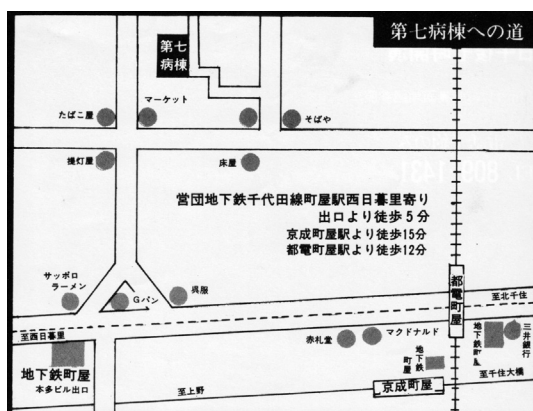 第七病棟への道
第七
病棟
たばこ屋
マーケット
そばや
提灯屋
床屋
営団地下鉄千代田線町屋駅西日暮里寄り
出口より徒歩5分
京成町屋駅より徒歩15分
都電町屋駅より徒歩12分
サッポロ
ラーメン
Gパン
呉服
都電町屋
至北千住
至西日暮里
赤札堂
マクドナルド
地下鉄
町屋
地下鉄町屋
三井銀行
地下鉄町屋
本多ビル出口
至上野
京成町屋
至千住大橋